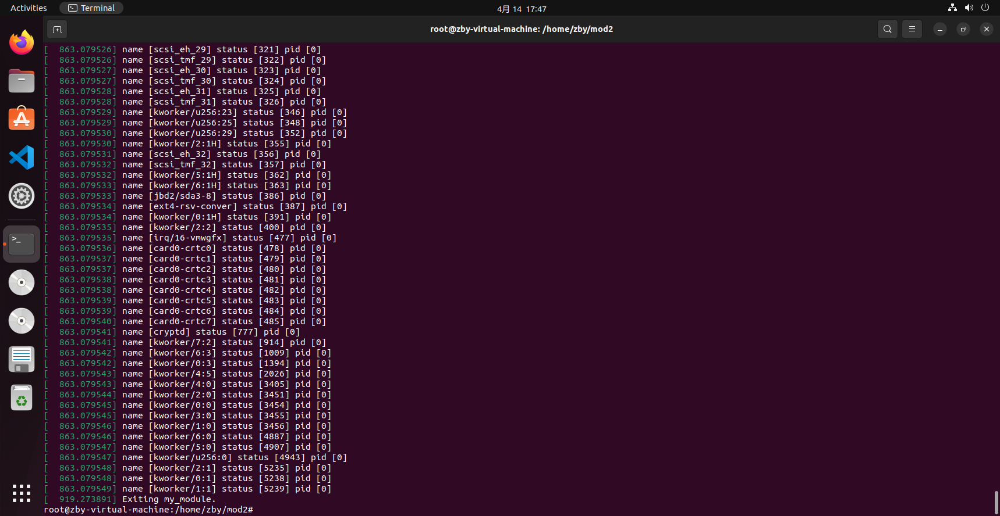 Activities
Terminal
4月 14 17:47
root@zby-virtual-machine: /home/zby/mod2
[  863.079526] name [scsi_eh_29] status [321] pid [0]
[  863.079526] name [scsi_tmf_29] status [322] pid [0]
[  863.079527] name [scsi_eh_30] status [323] pid [0]
[  863.079527] name [scsi_tmf_30] status [324] pid [0]
[  863.079528] name [scsi_eh_31] status [325] pid [0]
[  863.079528] name [scsi_tmf_31] status [326] pid [0]
[  863.079529] name [kworker/u256:23] status [346] pid [0]
[  863.079529] name [kworker/u256:25] status [348] pid [0]
[  863.079530] name [kworker/u256:29] status [352] pid [0]
[  863.079530] name [kworker/2:1H] status [355] pid [0]
[  863.079531] name [scsi_eh_32] status [356] pid [0]
[  863.079532] name [scsi_tmf_32] status [357] pid [0]
[  863.079532] name [kworker/5:1H] status [362] pid [0]
[  863.079533] name [kworker/6:1H] status [363] pid [0]
[  863.079533] name [jbd2/sda3-8] status [386] pid [0]
[  863.079534] name [ext4-rsv-conver] status [387] pid [0]
[  863.079534] name [kworker/0:1H] status [391] pid [0]
[  863.079535] name [kworker/2:2] status [400] pid [0]
[  863.079535] name [irq/16-vmwgfx] status [477] pid [0]
[  863.079536] name [card0-crtc0] status [478] pid [0]
[  863.079537] name [card0-crtc1] status [479] pid [0]
[  863.079537] name [card0-crtc2] status [480] pid [0]
[  863.079538] name [card0-crtc3] status [481] pid [0]
[  863.079538] name [card0-crtc4] status [482] pid [0]
[  863.079539] name [card0-crtc5] status [483] pid [0]
[  863.079539] name [card0-crtc6] status [484] pid [0]
[  863.079540] name [card0-crtc7] status [485] pid [0]
[  863.079541] name [cryptd] status [777] pid [0]
[  863.079541] name [kworker/7:2] status [914] pid [0]
[  863.079542] name [kworker/6:3] status [1009] pid [0]
[  863.079542] name [kworker/0:3] status [1394] pid [0]
[  863.079543] name [kworker/4:5] status [2026] pid [0]
[  863.079543] name [kworker/4:0] status [3405] pid [0]
[  863.079544] name [kworker/2:0] status [3451] pid [0]
[  863.079545] name [kworker/0:0] status [3454] pid [0]
[  863.079545] name [kworker/3:0] status [3455] pid [0]
[  863.079546] name [kworker/1:0] status [3456] pid [0]
[  863.079546] name [kworker/6:0] status [4887] pid [0]
[  863.079547] name [kworker/5:0] status [4907] pid [0]
[  863.079547] name [kworker/u256:0] status [4943] pid [0]
[  863.079548] name [kworker/2:1] status [5235] pid [0]
[  863.079548] name [kworker/0:1] status [5238] pid [0]
[  863.079549] name [kworker/1:1] status [5239] pid [0]
[  919.273891] Exiting my_module.
root@zby-virtual-machine:/home/zby/mod2#